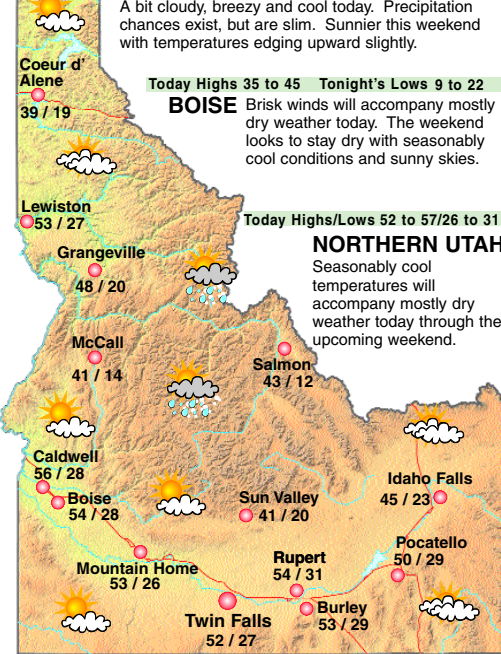 A bit cloudy, breezy and cool today. Precipitation
chances exist, but are slim. Sunnier this weekend
with temperatures edging upward slightly.
Today Highs 35 to 45 Tonight's Lows 9 to 22
BOISE
Brisk winds will accompany mostly
dry weather today. The weekend
looks to stay dry with seasonably
cool conditions and sunny skies.
Today Highs/Lows 52 to 57/26 to 31
NORTHERN UTAH
Seasonably cool
temperatures will
accompany mostly dry
weather today through the
upcoming weekend.
Coeur d'
Alene
39 / 19
Lewiston
53 / 27
Grangeville
48 / 20
McCall
41 / 14
Salmon
43 / 12
Caldwell
56 / 28
Boise
54 / 28
Sun Valley
41 / 20
Idaho Falls
45 / 23
Mountain Home
53 / 26
Rupert
54 / 31
Pocatello
50 / 29
Twin Falls
52 / 27
Burley
53 / 29